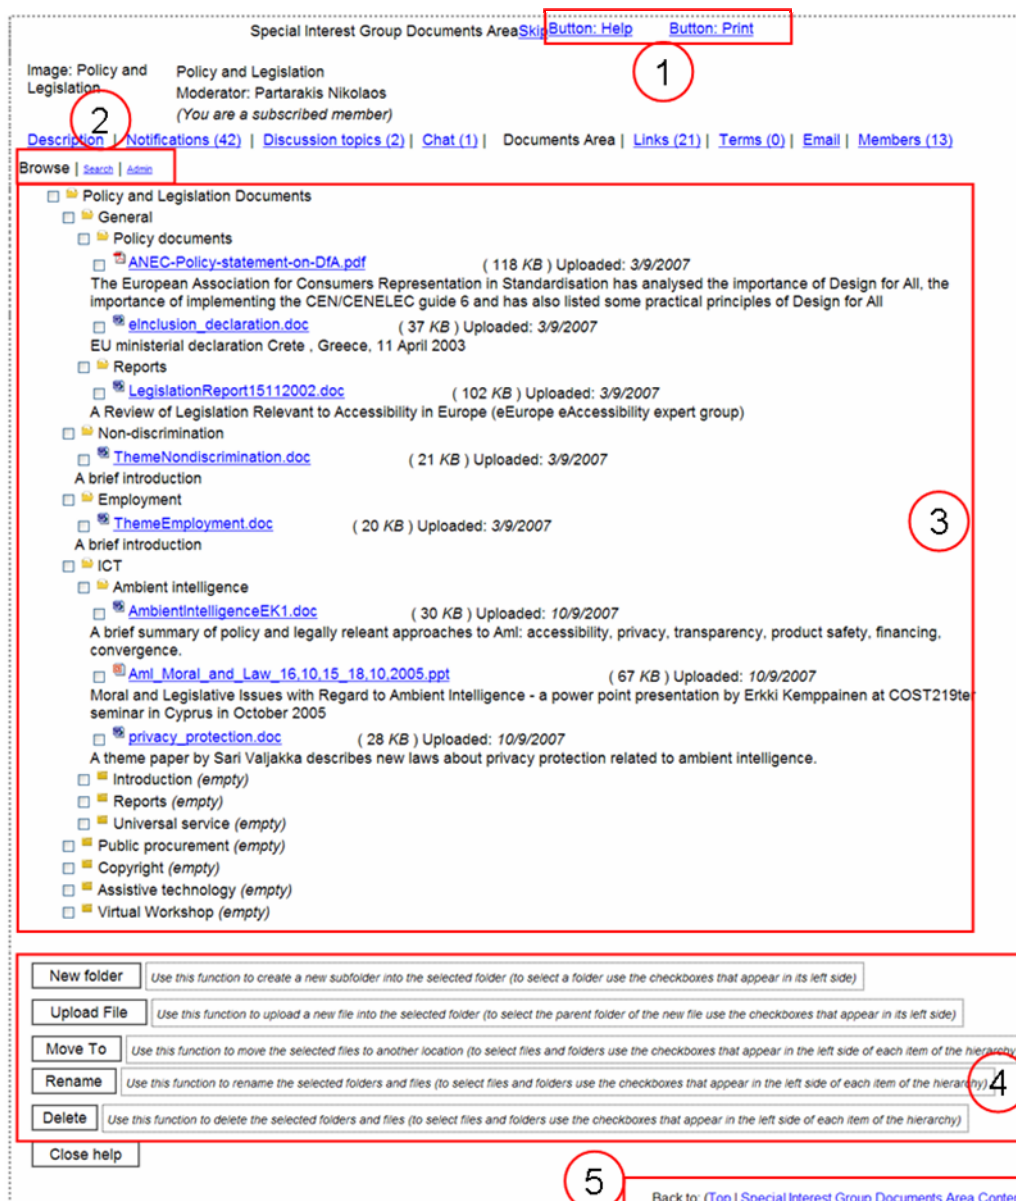 Special Interest Group Documents Area Skip Button: Help Button: Print
1
Image: Policy and Legislation
Policy and Legislation
Moderator: Partarakis Nikolaos
(You are a subscribed member)
2
Description | Notifications (42) | Discussion topics (2) | Chat (1) | Documents Area | Links (21) | Terms (0) | Email | Members (13)
Browse | Search | Admin
Policy and Legislation Documents
General
Policy documents
ANEC-Policy-statement-on-DfA.pdf ( 118 KB ) Uploaded: 3/9/2007
The European Association for Consumers Representation in Standardisation has analysed the importance of Design for All, the
importance of implementing the CEN/CENELEC guide 6 and has also listed some practical principles of Design for All
eInclusion_declaration.doc ( 37 KB ) Uploaded: 3/9/2007
EU ministerial declaration Crete , Greece, 11 April 2003
Reports
LegislationReport15112002.doc ( 102 KB ) Uploaded: 3/9/2007
A Review of Legislation Relevant to Accessibility in Europe (eEurope eAccessibility expert group)
Non-discrimination
ThemeNondiscrimination.doc ( 21 KB ) Uploaded: 3/9/2007
A brief introduction
Employment
3
ThemeEmployment.doc ( 20 KB ) Uploaded: 3/9/2007
A brief introduction
ICT
Ambient intelligence
AmbientIntelligenceEK1.doc ( 30 KB ) Uploaded: 10/9/2007
A brief summary of policy and legally releant approaches to AmI: accessibility, privacy, transparency, product safety, financing,
convergence.
AmI_Moral_and_Law_16,10,15_18,10,2005.ppt ( 67 KB ) Uploaded: 10/9/2007
Moral and Legislative Issues with Regard to Ambient Intelligence - a power point presentation by Erkki Kemppainen at COST219ter
seminar in Cyprus in October 2005
privacy_protection.doc ( 28 KB ) Uploaded: 10/9/2007
A theme paper by Sari Valjakka describes new laws about privacy protection related to ambient intelligence.
Introduction (empty)
Reports (empty)
Universal service (empty)
Public procurement (empty)
Copyright (empty)
Assistive technology (empty)
Virtual Workshop (empty)
New folder Use this function to create a new subfolder into the selected folder (to select a folder use the checkboxes that appear in its left side)
Upload File Use this function to upload a new file into the selected folder (to select the parent folder of the new file use the checkboxes that appear in its left side)
Move To Use this function to move the selected files to another location (to select files and folders use the checkboxes that appear in the left side of each item of the hierarchy
Rename Use this function to rename the selected folders and files (to select files and folders use the checkboxes that appear in the left side of each item of the hierarchy)
4
Delete Use this function to delete the selected folders and files (to select files and folders use the checkboxes that appear in the left side of each item of the hierarchy)
Close help
5
Back to: (Top | Special Interest Group Documents Area Conte